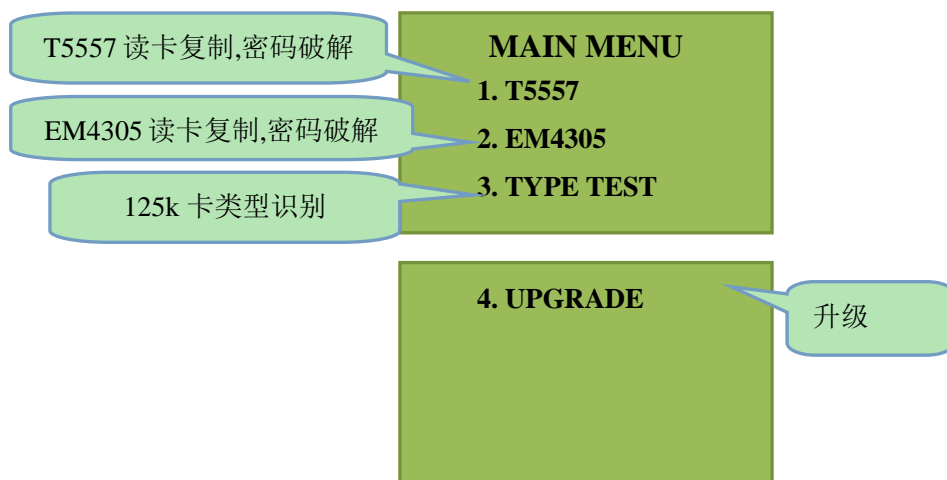 T5557 读卡复制,密码破解
MAIN MENU
1. T5557
EM4305 读卡复制,密码破解
2. EM4305
125k 卡类型识别
3. TYPE TEST
4. UPGRADE
升级